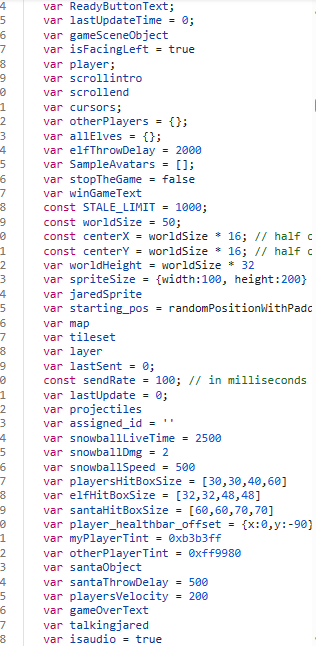 4 var ReadyButtonText;
5 var lastUpdateTime = 0;
6 var gameSceneObject
7 var isFacingLeft = true
8 var player;
9 var scrollintro
0 var scrollend
1 var cursors;
2 var otherPlayers = {};
3 var allElves = {};
4 var elfThrowDelay = 2000
5 var SampleAvatars = [];
6 var stopTheGame = false
7 var winGameText
8 const STALE_LIMIT = 1000;
9 const worldSize = 50;
0 const centerX = worldSize * 16; // half o
1 const centerY = worldSize * 16; // half o
2 var worldHeight = worldSize * 32
3 var spriteSize = {width:100, height:200}
4 var jaredSprite
5 var starting_pos = randomPositionWithPadd
6 var map
7 var tileset
8 var layer
9 var lastSent = 0;
0 const sendRate = 100; // in milliseconds
1 var lastUpdate = 0;
2 var projectiles
3 var assigned_id = ''
4 var snowballLiveTime = 2500
5 var snowballDmg = 2
6 var snowballSpeed = 500
7 var playersHitBoxSize = [30,30,40,60]
8 var elfHitBoxSize = [32,32,48,48]
9 var santaHitBoxSize = [60,60,70,70]
0 var player_healthbar_offset = {x:0,y:-90}
1 var myPlayerTint = 0xb3b3ff
2 var otherPlayerTint = 0xff9980
3 var santaObject
4 var santaThrowDelay = 500
5 var playersVelocity = 200
6 var gameOverText
7 var talkingjared
8 var isaudio = true